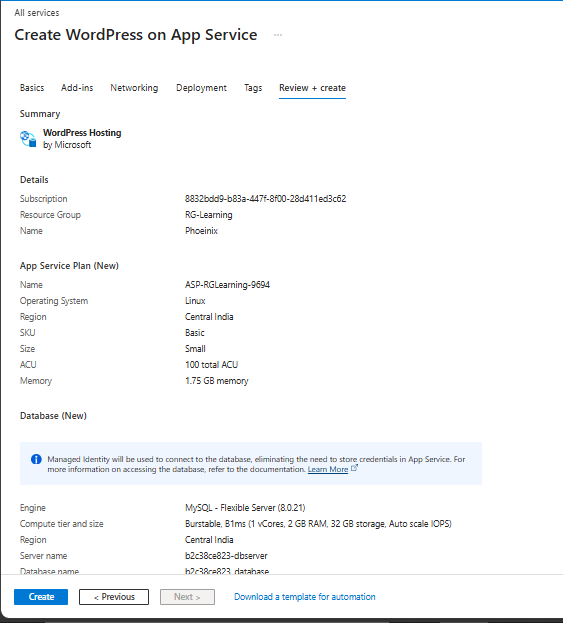 All services
Create WordPress on App Service ...
Basics Add-ins Networking Deployment Tags Review + create
Summary
WordPress Hosting
by Microsoft
Details
Subscription 8832bdd9-b83a-447f-8f00-28d411ed3c62
Resource Group RG-Learning
Name Phoeinix
App Service Plan (New)
Name ASP-RGLearning-9694
Operating System Linux
Region Central India
SKU Basic
Size Small
ACU 100 total ACU
Memory 1.75 GB memory
Database (New)
Managed Identity will be used to connect to the database, eliminating the need to store credentials in App Service. For
more information on accessing the database, refer to the documentation. Learn More
Engine MySQL - Flexible Server (8.0.21)
Compute tier and size Burstable, B1ms (1 vCores, 2 GB RAM, 32 GB storage, Auto scale IOPS)
Region Central India
Server name b2c38ce823-dbserver
Database name b2c38ce823_database
Create < Previous Next > Download a template for automation